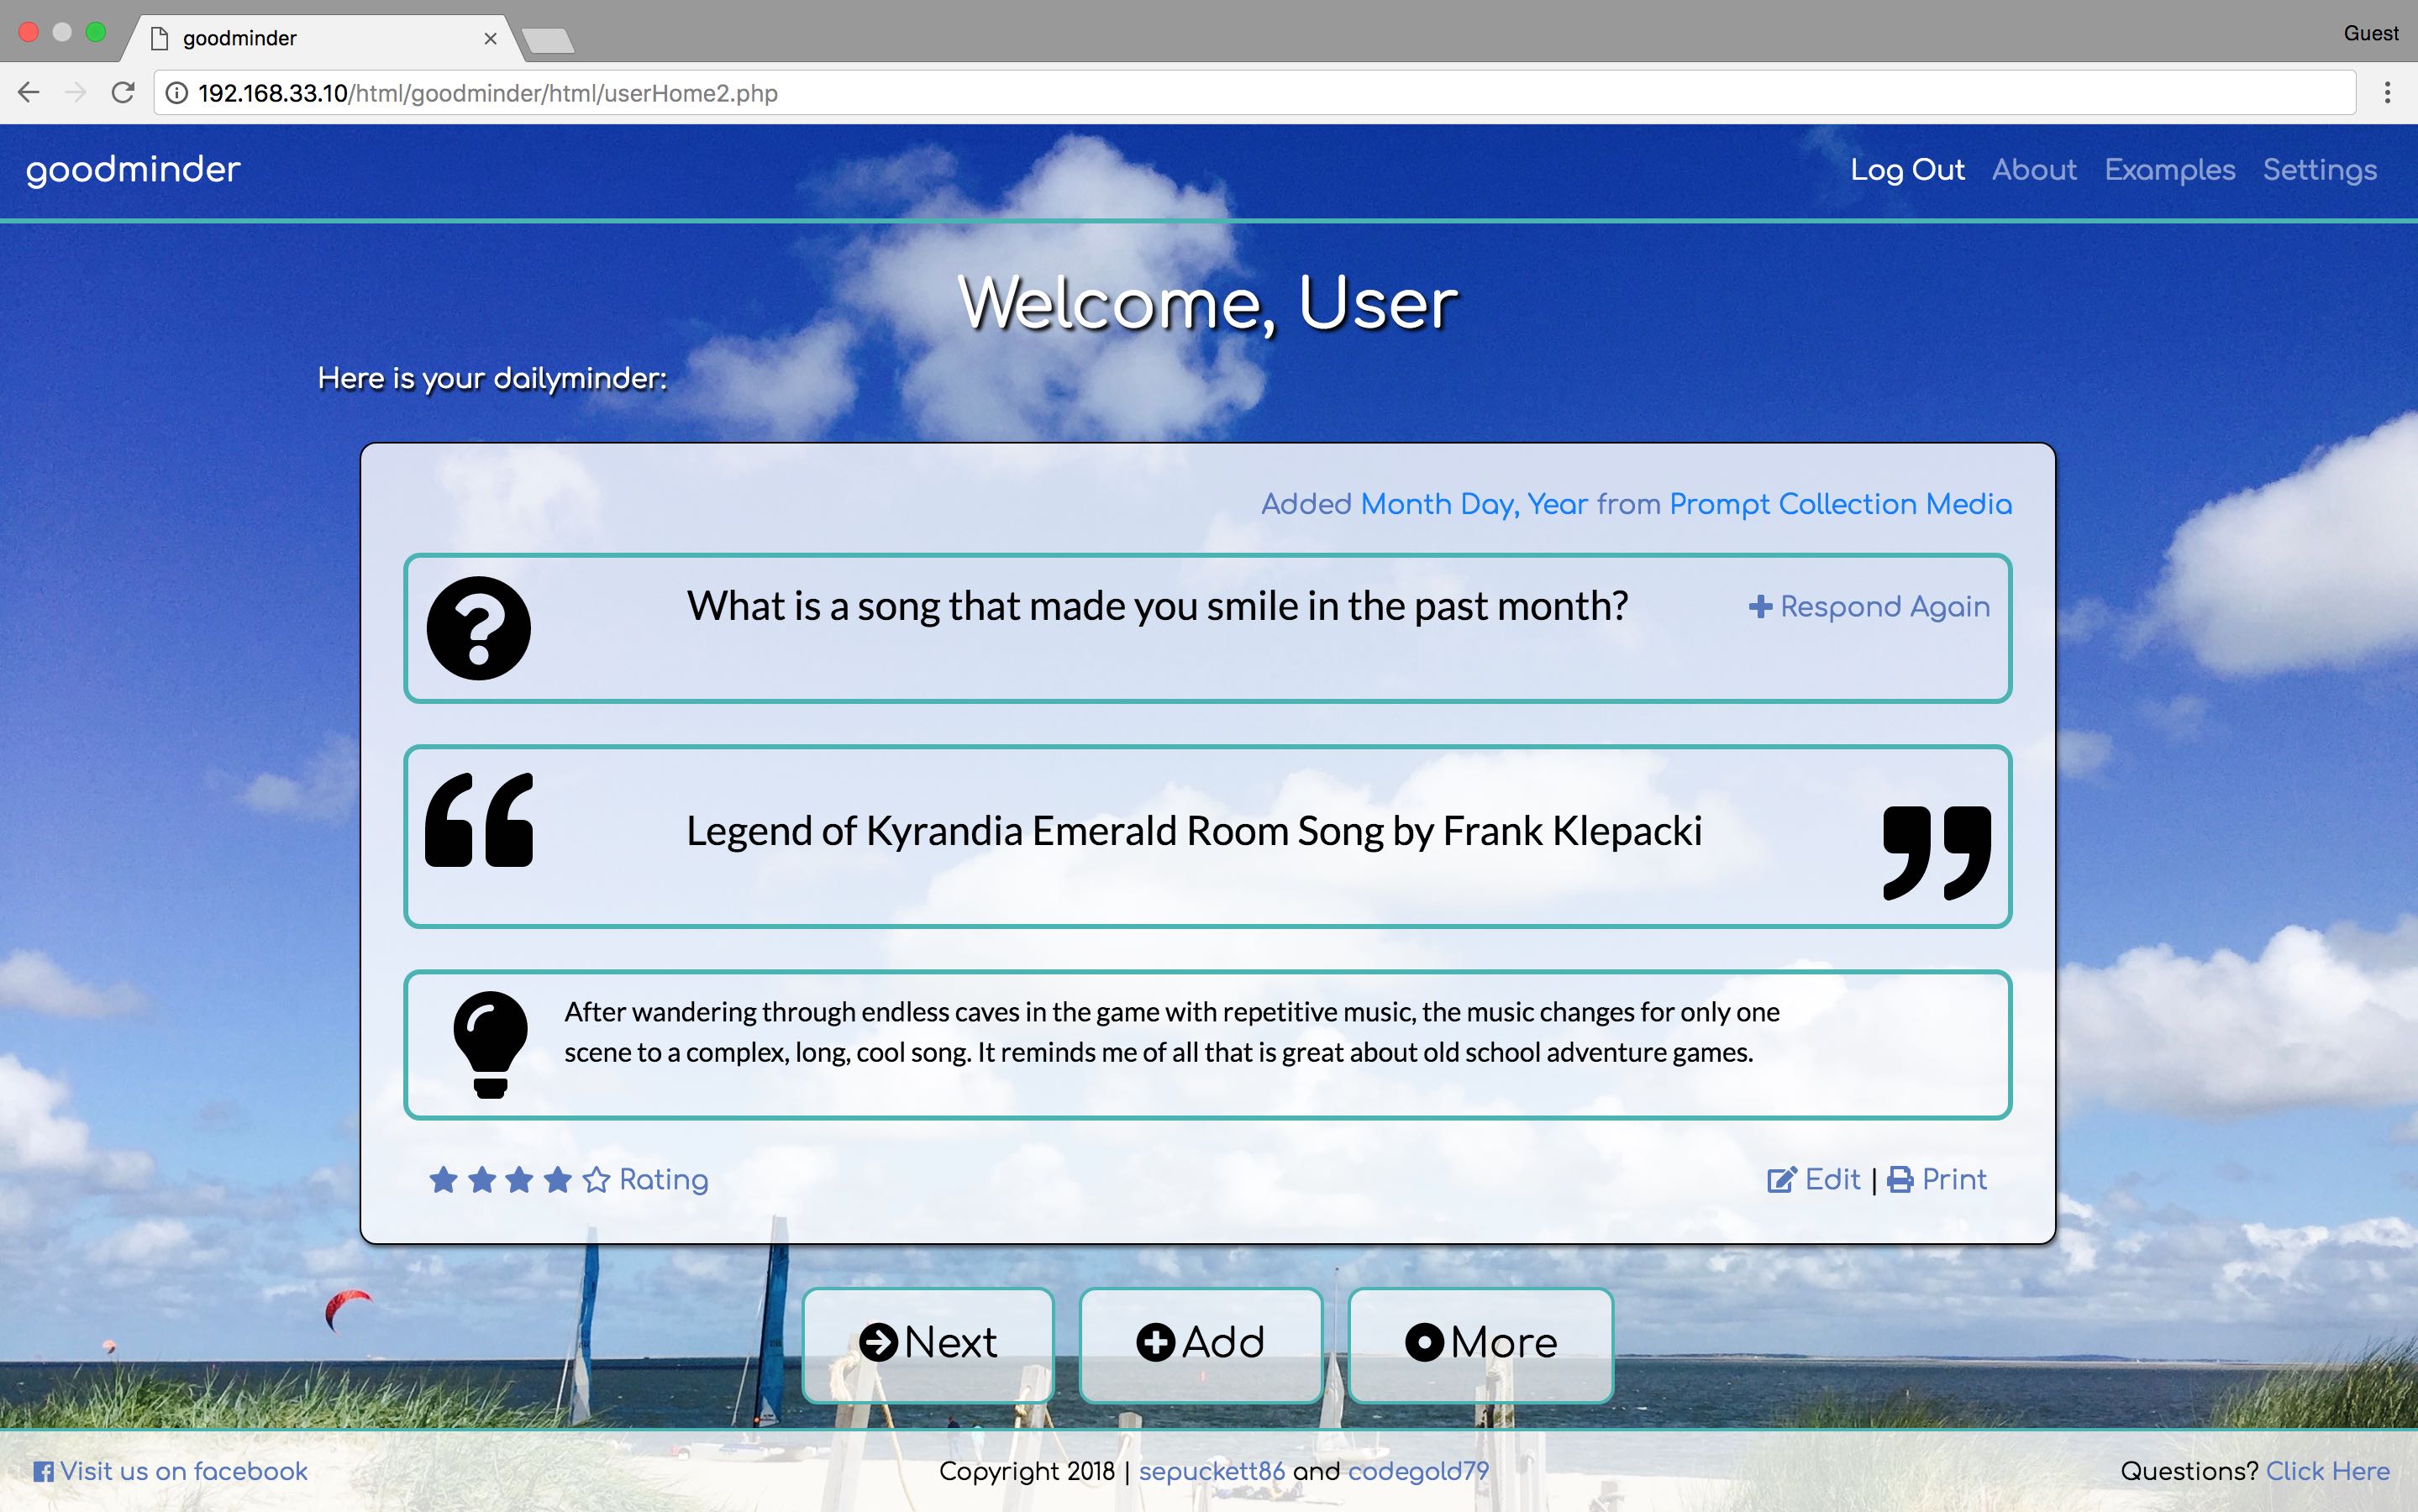 goodminder
Guest
192.168.33.10/html/goodminder/html/userHome2.php
goodminder
Log Out About Examples Settings
Welcome, User
Here is your dailyminder:
Added Month Day, Year from Prompt Collection Media
What is a song that made you smile in the past month?
Respond Again
Legend of Kyrandia Emerald Room Song by Frank Klepacki
After wandering through endless caves in the game with repetitive music, the music changes for only one
scene to a complex, long, cool song. It reminds me of all that is great about old school adventure games.
Rating
Edit | Print
Next
Add
More
Visit us on facebook
Copyright 2018 | sepuckett86 and codegold79
Questions? Click Here